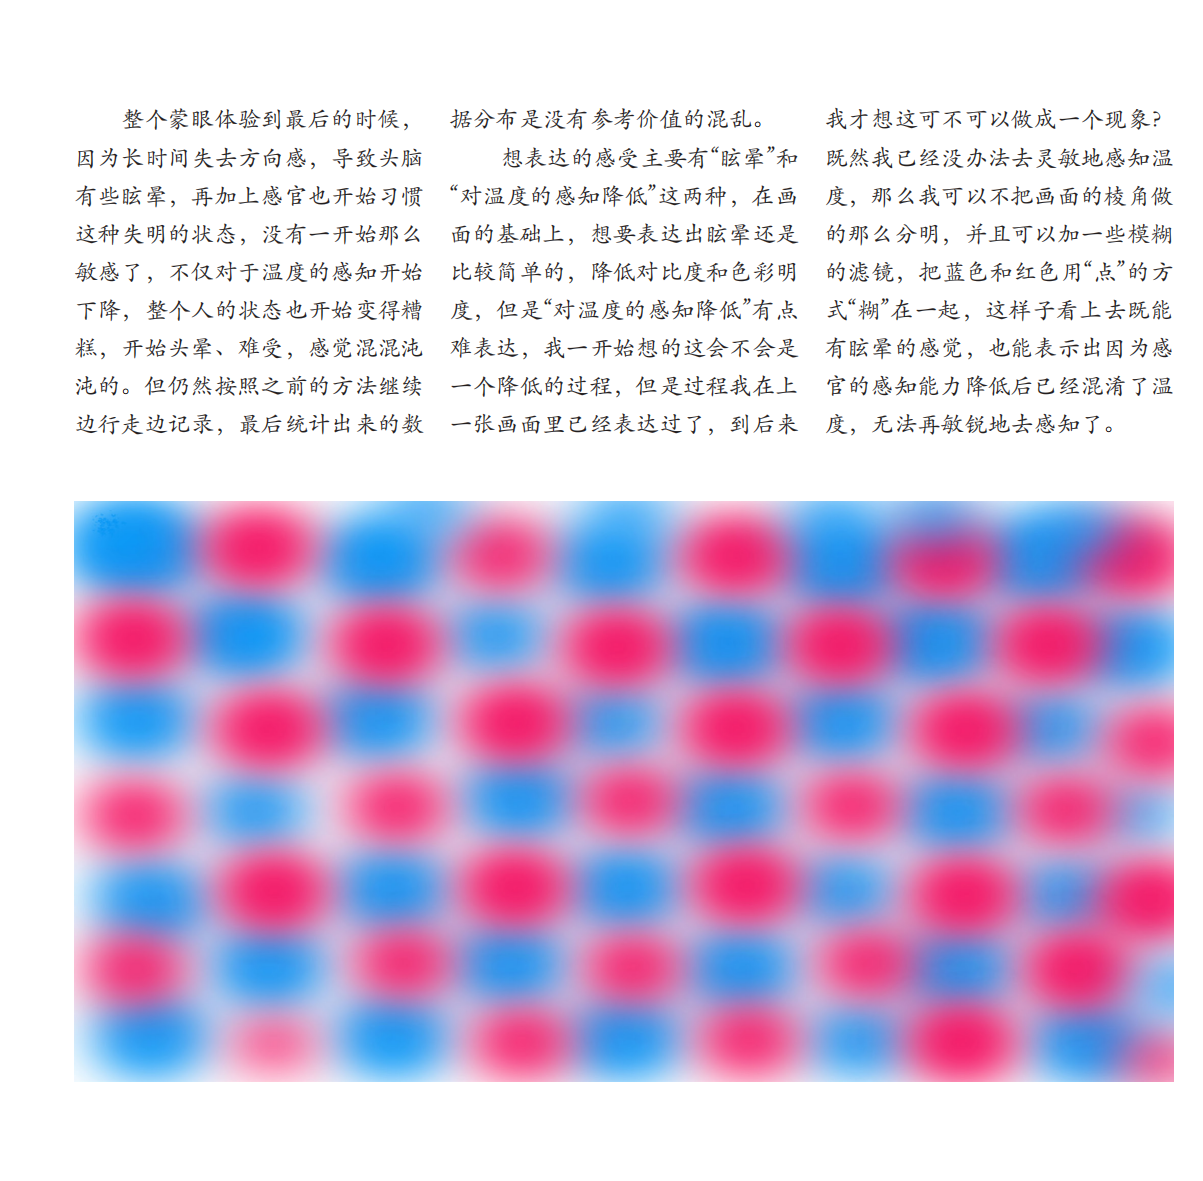 整个蒙眼体验到最后的时候，
因为长时间失去方向感，导致头脑
有些眩晕，再加上感官也开始习惯
这种失明的状态，没有一开始那么
敏感了，不仅对于温度的感知开始
下降，整个人的状态也开始变得糟
糕，开始头晕、难受，感觉混混沌
沌的。但仍然按照之前的方法继续
边行走边记录，最后统计出来的数
据分布是没有参考价值的混乱。
想表达的感受主要有“眩晕”和
“对温度的感知降低”这两种，在画
面的基础上，想要表达出眩晕还是
比较简单的，降低对比度和色彩明
度，但是“对温度的感知降低”有点
难表达，我一开始想的这会不会是
一个降低的过程，但是过程我在上
一张画面里已经表达过了，到后来
我才想这可不可以做成一个现象？
既然我已经没办法去灵敏地感知温
度，那么我可以不把画面的棱角做
的那么分明，并且可以加一些模糊
的滤镜，把蓝色和红色用“点”的方
式“糊”在一起，这样子看上去既能
有眩晕的感觉，也能表示出因为感
官的感知能力降低后已经混淆了温
度，无法再敏锐地去感知了。